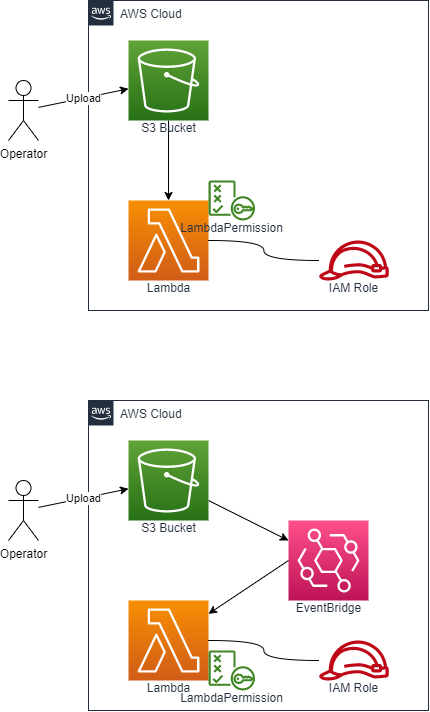 aws AWS Cloud
Upload
Operator
S3 Bucket
LambdaPermission
Lambda
IAM Role
aws AWS Cloud
Upload
Operator
S3 Bucket
EventBridge
Lambda
LambdaPermission
IAM Role